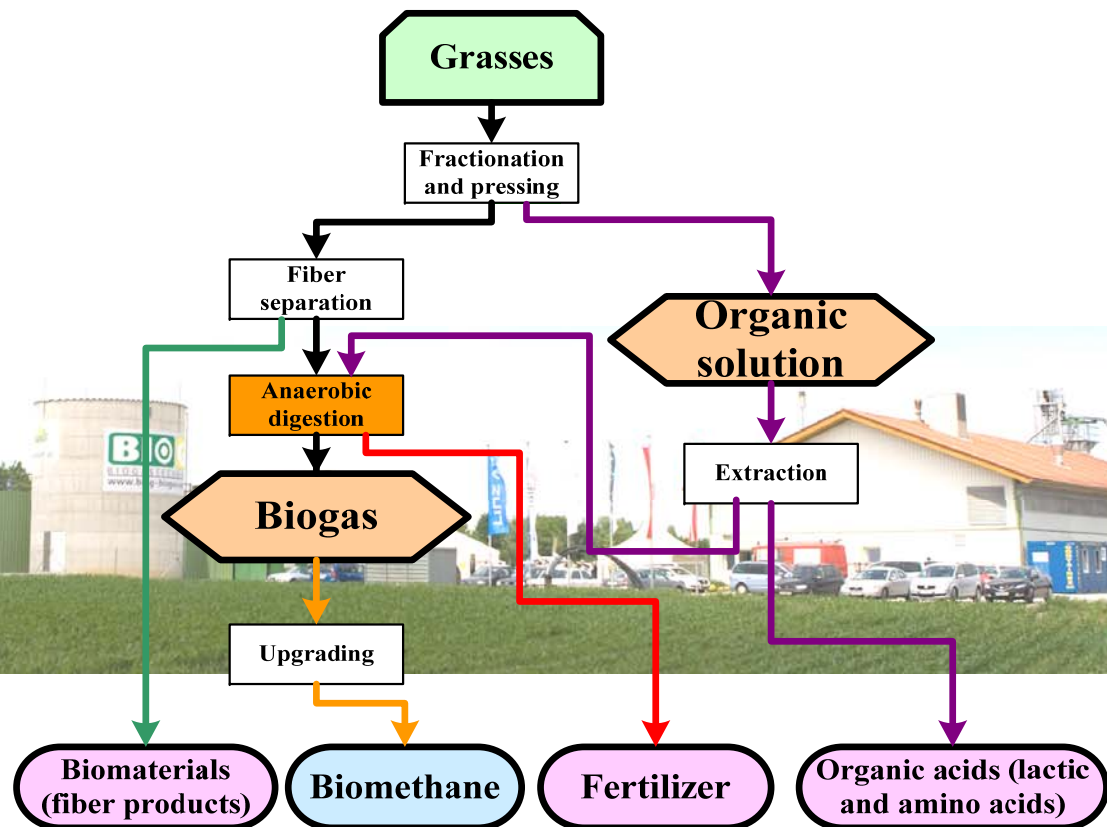 Grasses
Fractionation
and pressing
Fiber
separation
Organic
solution
Anaerobic
digestion
BIO
Extraction
Linz
Biogas
Upgrading
Biomaterials
(fiber products)
Biomethane
Fertilizer
Organic acids (lactic
and amino acids)